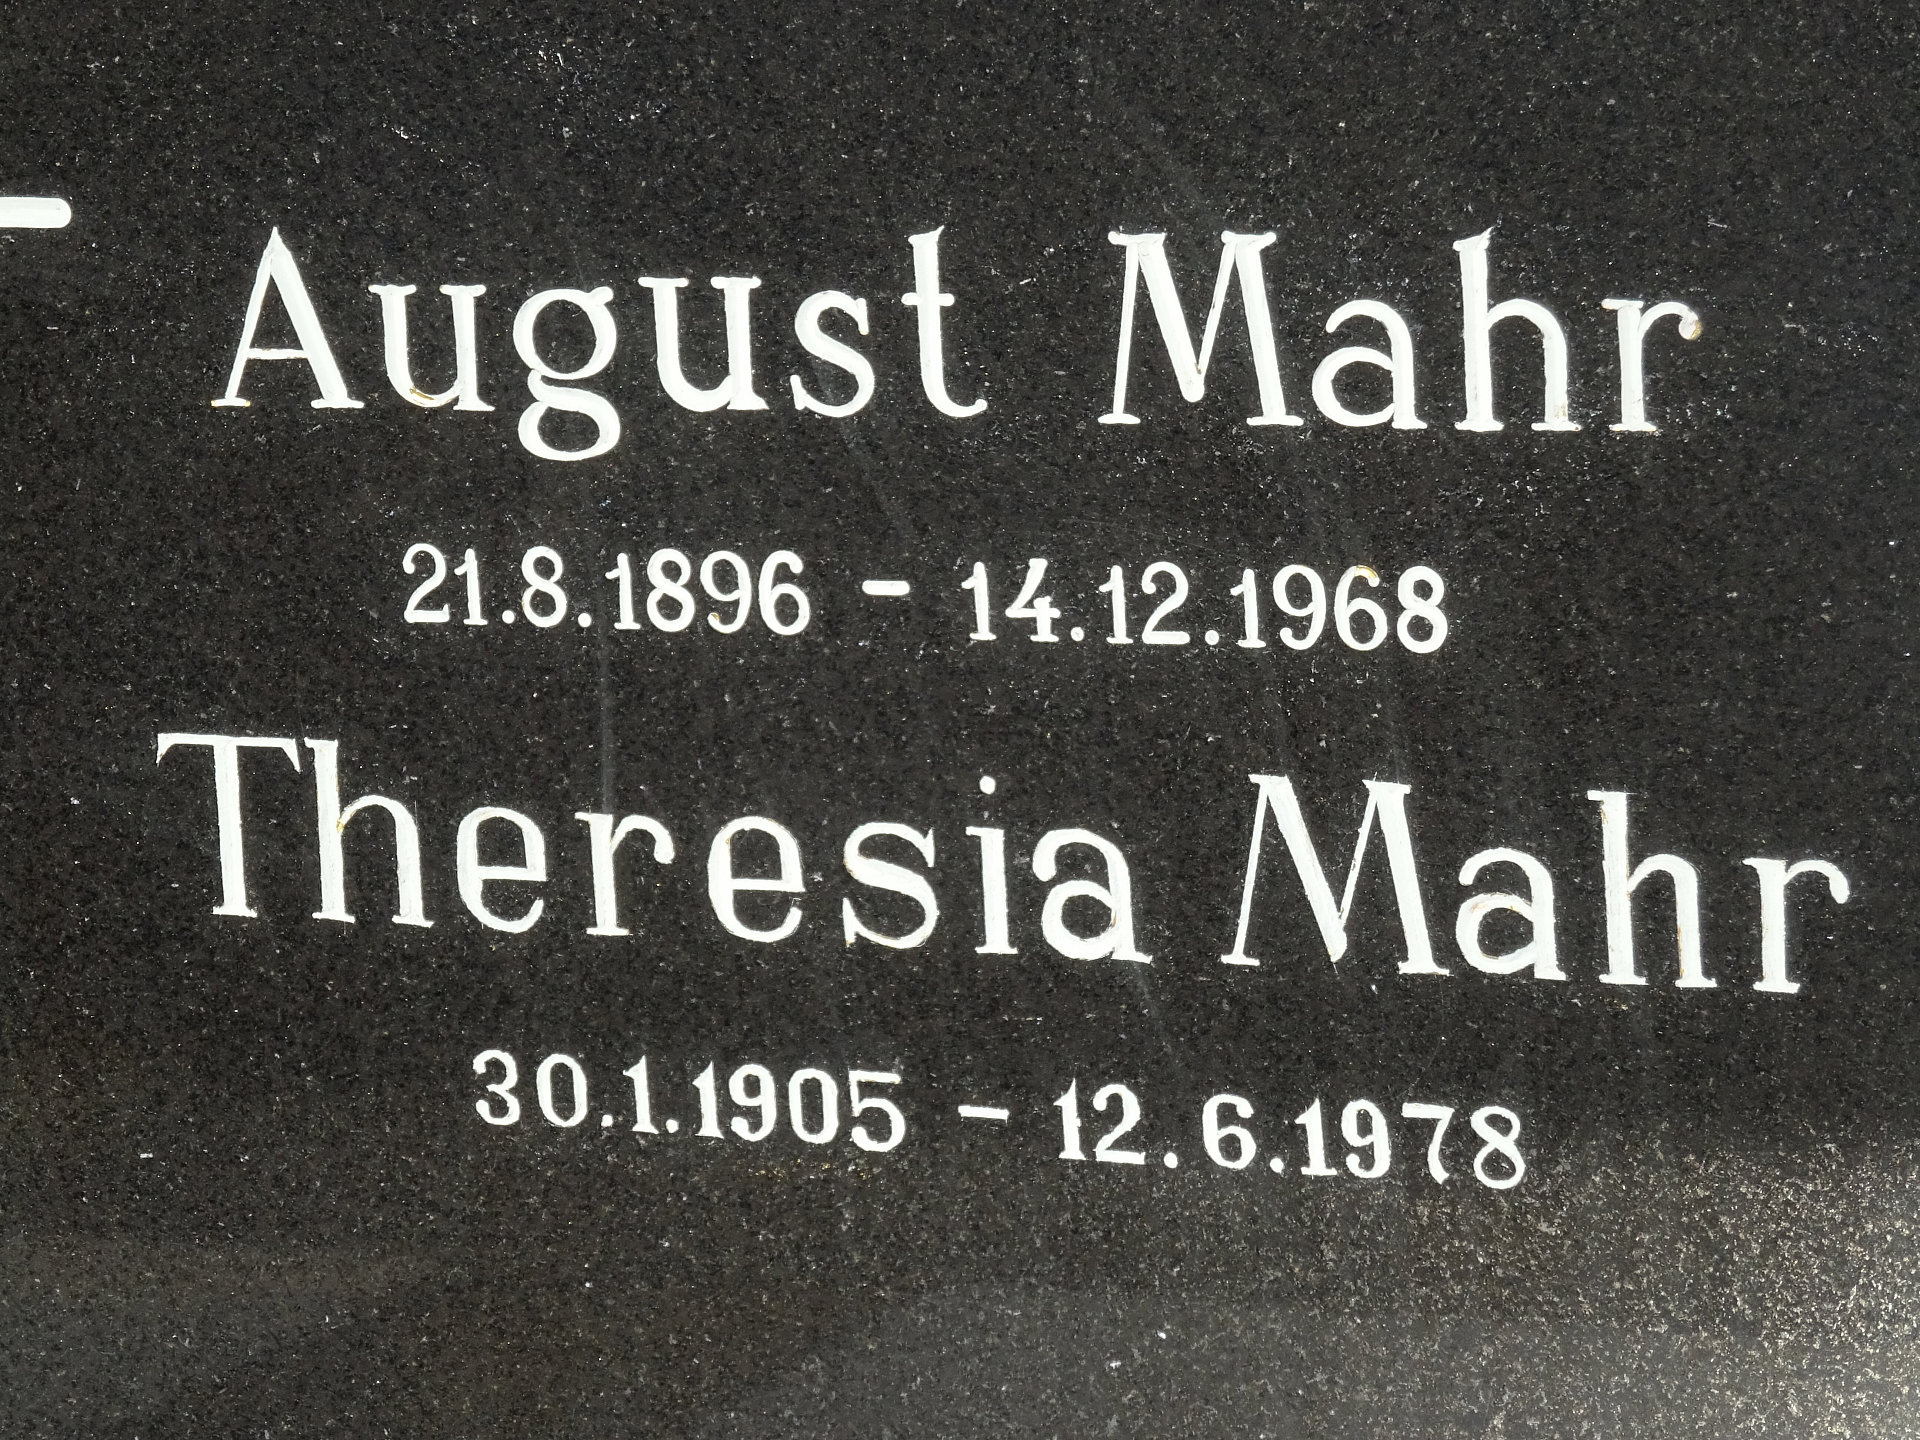 August Mahr
21.8.1896 - 14.12.1968
Theresia Mahr
30.1.1905 - 12.6.1978